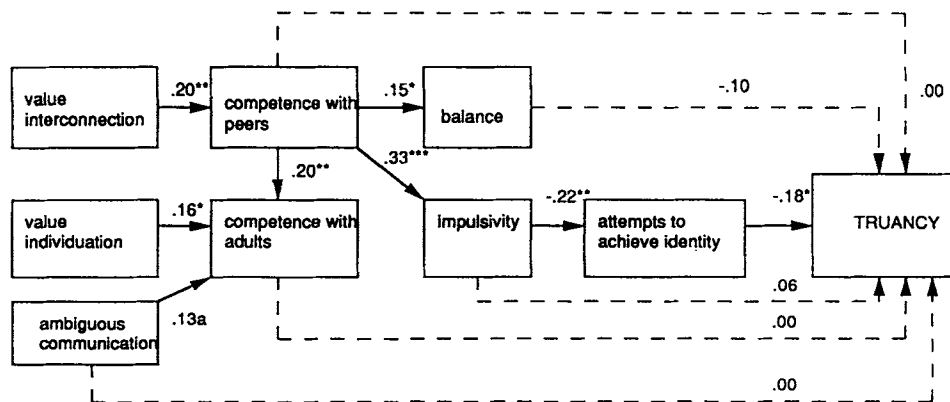 .20**
.15*
-.10
.00
value
interconnection
competence with
peers
balance
.20**
.33***
value
individuation
.16*
competence with
adults
impulsivity
-.22**
attempts to
achieve identity
-.18*
TRUANCY
ambiguous
communication
.13a
.06
.00
.00